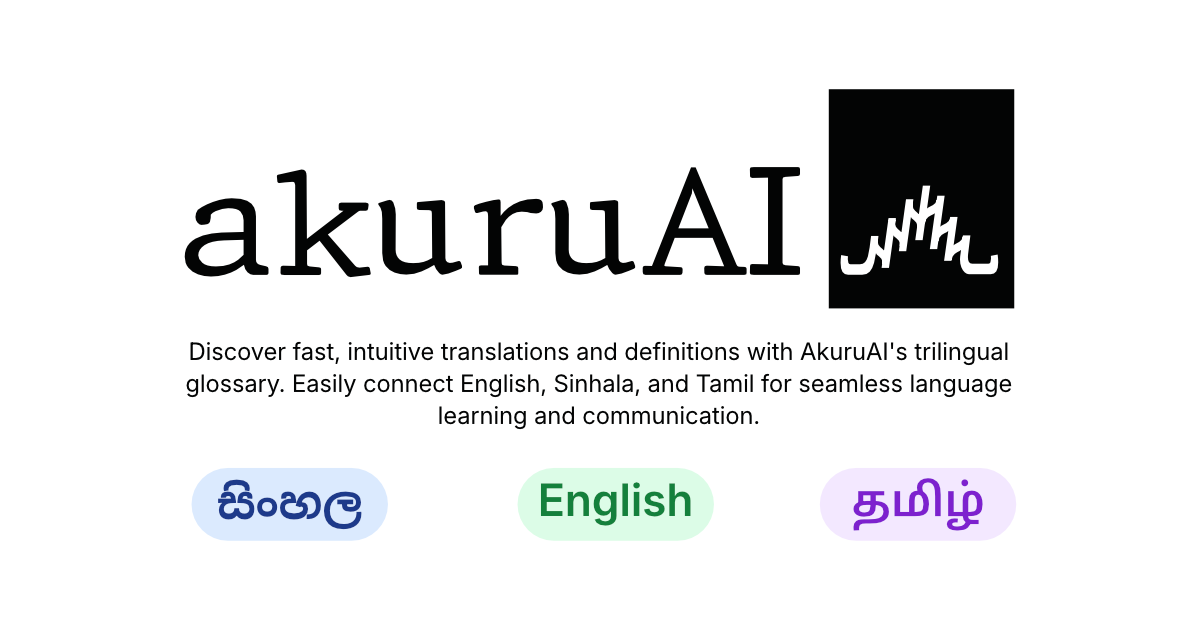 akuruAI
Discover fast, intuitive translations and definitions with AkuruAI's trilingual
glossary. Easily connect English, Sinhala, and Tamil for seamless language
learning and communication.
සිංහල
English
தமிழ்